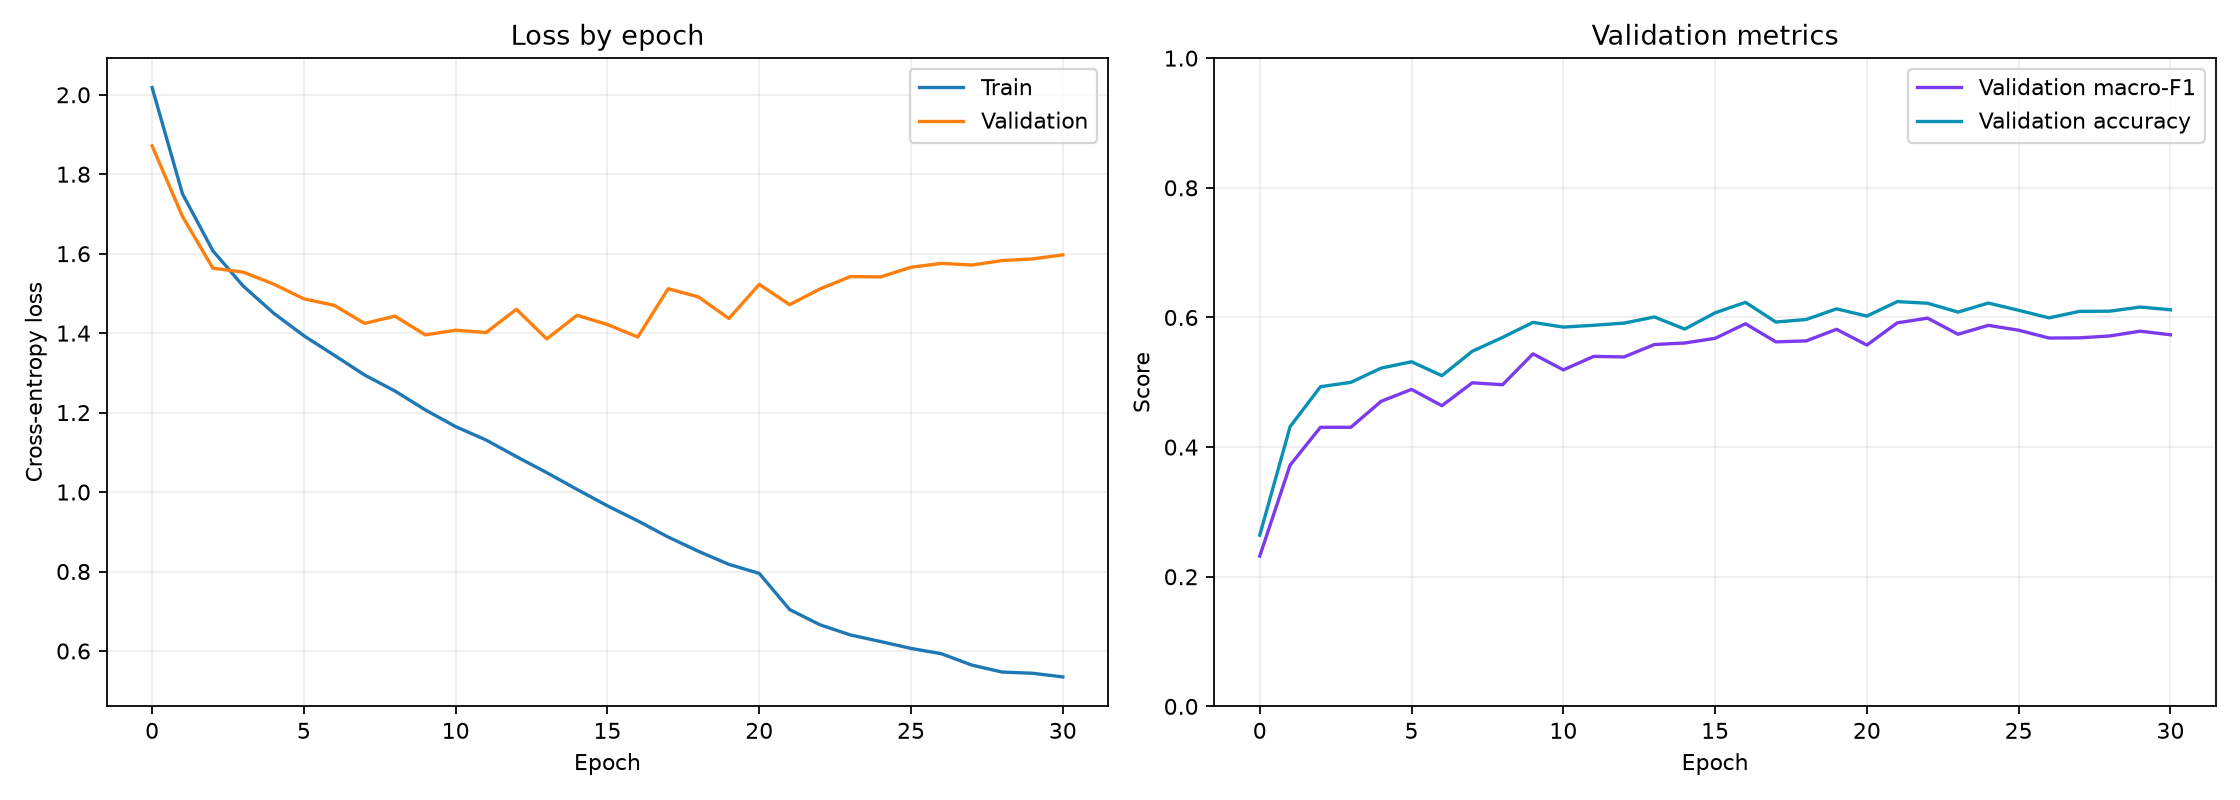 Loss by epoch
Train
Validation
2.0
1.8
1.6
1.4
1.2
1.0
0.8
0.6
Cross-entropy loss
0
5
10
15
20
25
30
Epoch
Validation metrics
Validation macro-F1
Validation accuracy
1.0
0.8
0.6
0.4
0.2
0.0
Score
0
5
10
15
20
25
30
Epoch